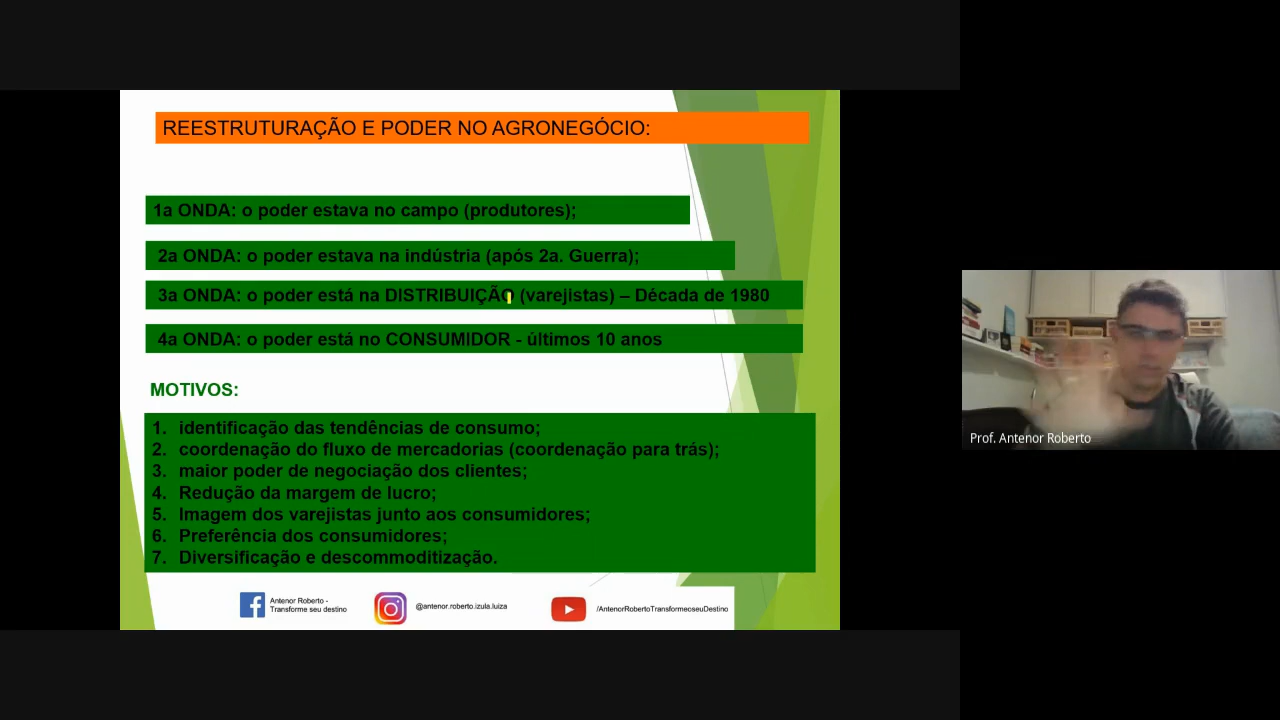 REESTRUTURAÇÃO E PODER NO AGRONEGÓCIO:
1a ONDA: o poder estava no campo (produtores);
2a ONDA: o poder estava na indústria (após 2a. Guerra);
3a ONDA: o poder está na DISTRIBUIÇÃO (varejistas) – Década de 1980
4a ONDA: o poder está no CONSUMIDOR - últimos 10 anos
MOTIVOS:
1. identificação das tendências de consumo;
2. coordenação do fluxo de mercadorias (coordenação para trás);
3. maior poder de negociação dos clientes;
4. Redução da margem de lucro;
5. Imagem dos varejistas junto aos consumidores;
6. Preferência dos consumidores;
7. Diversificação e descommoditização.
Antenor Roberto -
Transforme seu destino
@antenor.roberto.izula.luiza
/AntenorRobertoTransformeoseuDestino
Prof. Antenor Roberto